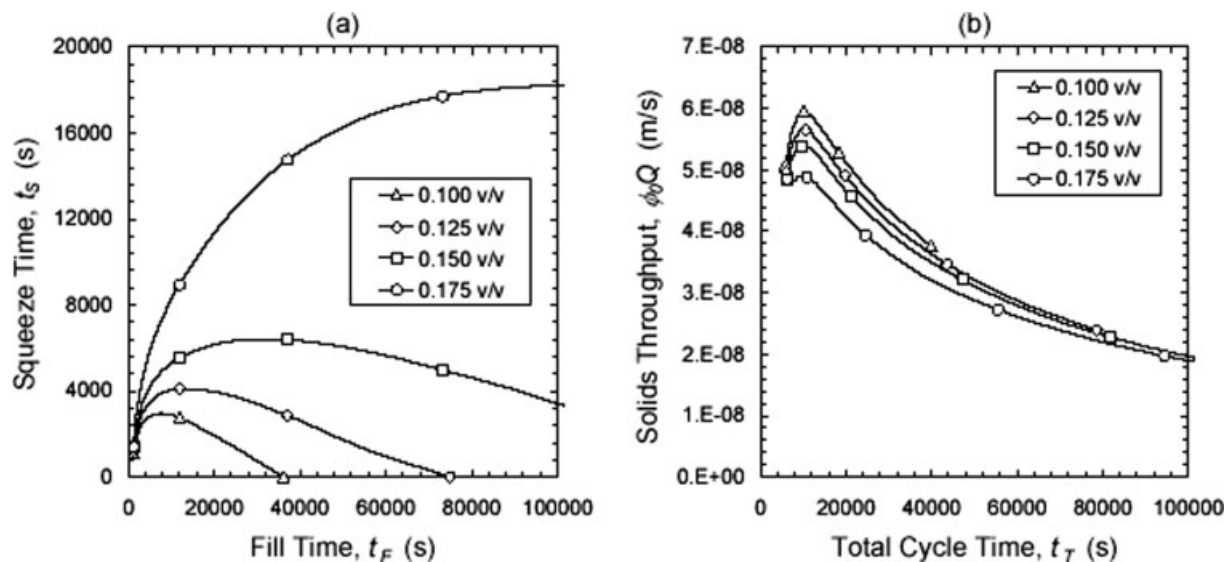 (a)
20000
16000
12000
8000
4000
0
Squeeze Time, t_S (s)
0.100 v/v
0.125 v/v
0.150 v/v
0.175 v/v
0 20000 40000 60000 80000 100000
Fill Time, t_F (s)
(b)
7.E-08
6.E-08
5.E-08
4.E-08
3.E-08
2.E-08
1.E-08
0.E+00
Solids Throughput, ϕ₀Q (m/s)
0.100 v/v
0.125 v/v
0.150 v/v
0.175 v/v
0 20000 40000 60000 80000 100000
Total Cycle Time, t_T (s)